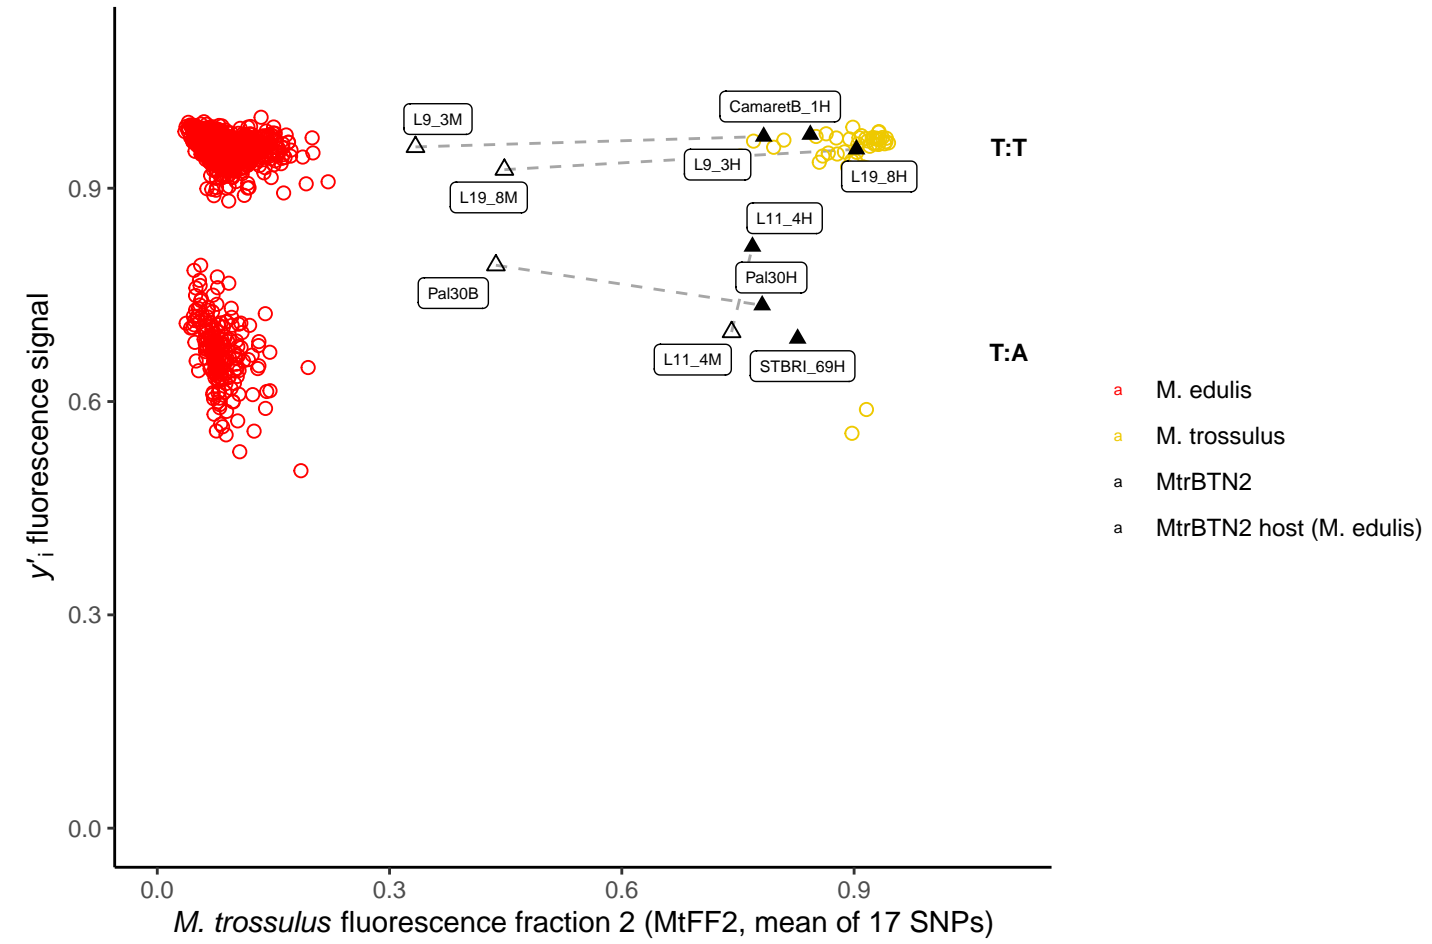 CamaretB_1H
L9_3M
T:T
L9_3H
L19_8H
0.9
L19_8M
L11_4H
Pal30H
Pal30B
L11_4M
STBRI_69H
T:A
y'i fluorescence signal
a M. edulis
0.6
a M. trossulus
a MtrBTN2
a MtrBTN2 host (M. edulis)
0.3
0.0
0.0 0.3 0.6 0.9
M. trossulus fluorescence fraction 2 (MtFF2, mean of 17 SNPs)